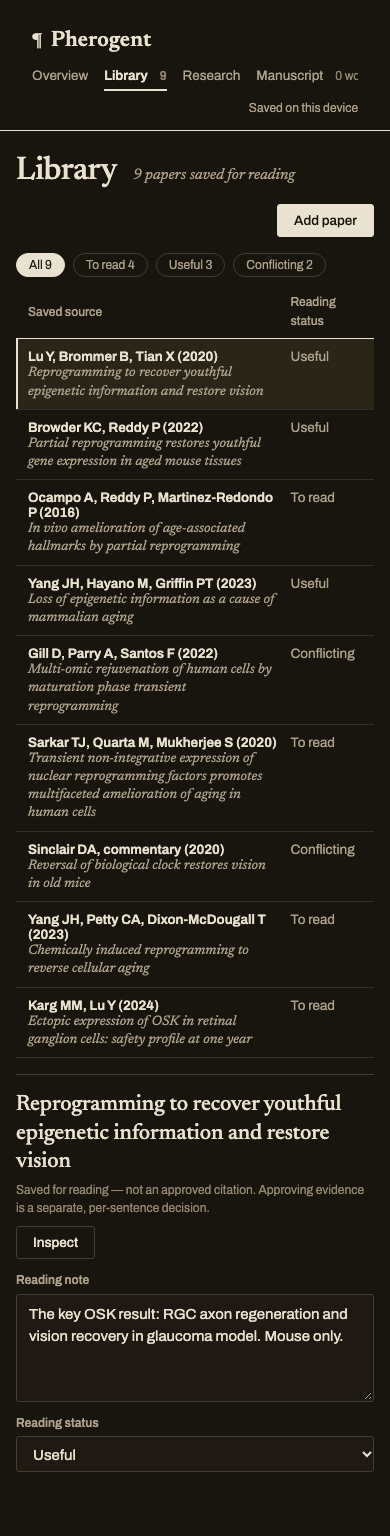 ¶ Pherogent
Overview Library 9 Research Manuscript 0 wc
Saved on this device
Library 9 papers saved for reading
Add paper
All 9 To read 4 Useful 3 Conflicting 2
Saved source Reading status
Lu Y, Brommer B, Tian X (2020) Useful
Reprogramming to recover youthful
epigenetic information and restore vision
Browder KC, Reddy P (2022) Useful
Partial reprogramming restores youthful
gene expression in aged mouse tissues
Ocampo A, Reddy P, Martinez-Redondo To read
P (2016)
In vivo amelioration of age-associated
hallmarks by partial reprogramming
Yang JH, Hayano M, Griffin PT (2023) Useful
Loss of epigenetic information as a cause of
mammalian aging
Gill D, Parry A, Santos F (2022) Conflicting
Multi-omic rejuvenation of human cells by
maturation phase transient
reprogramming
Sarkar TJ, Quarta M, Mukherjee S (2020) To read
Transient non-integrative expression of
nuclear reprogramming factors promotes
multifaceted amelioration of aging in
human cells
Sinclair DA, commentary (2020) Conflicting
Reversal of biological clock restores vision
in old mice
Yang JH, Petty CA, Dixon-McDougall T To read
(2023)
Chemically induced reprogramming to
reverse cellular aging
Karg MM, Lu Y (2024) To read
Ectopic expression of OSK in retinal
ganglion cells: safety profile at one year
Reprogramming to recover youthful
epigenetic information and restore
vision
Saved for reading — not an approved citation. Approving evidence
is a separate, per-sentence decision.
Inspect
Reading note
The key OSK result: RGC axon regeneration and
vision recovery in glaucoma model. Mouse only.
Reading status
Useful